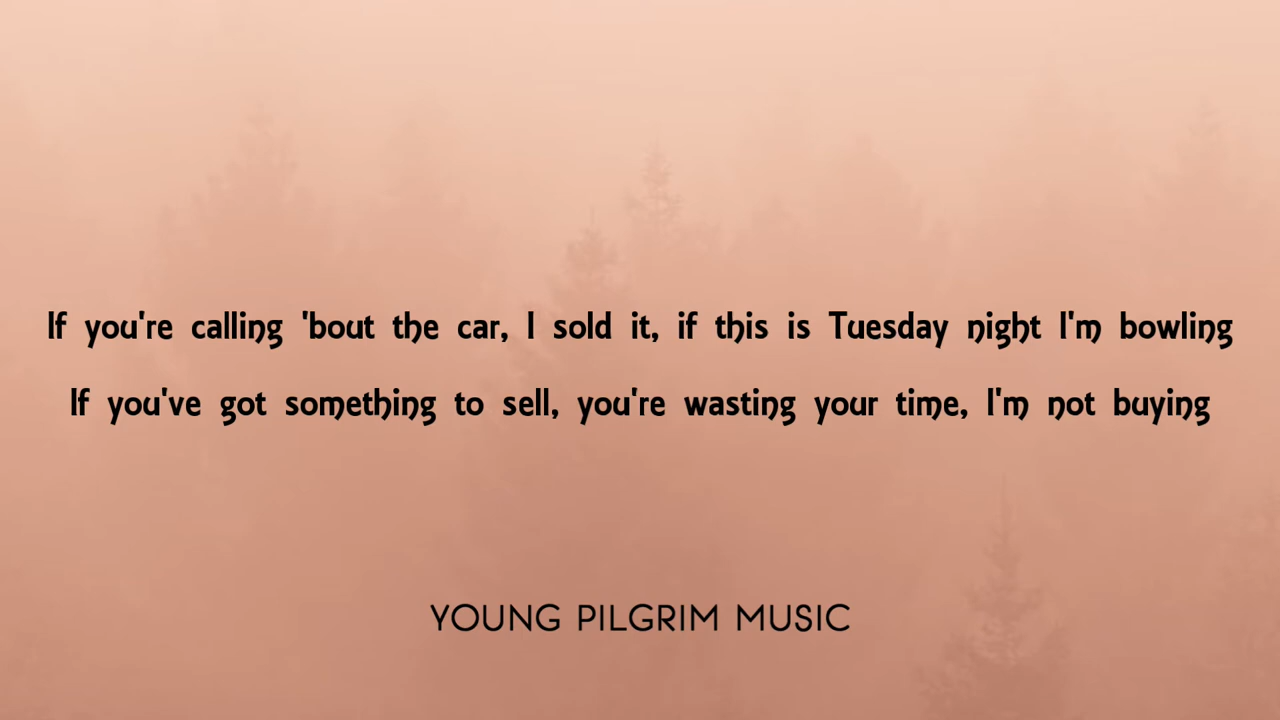 If you're calling 'bout the car, I sold it, if this is Tuesday night I'm bowling
If you've got something to sell, you're wasting your time, I'm not buying
YOUNG PILGRIM MUSIC